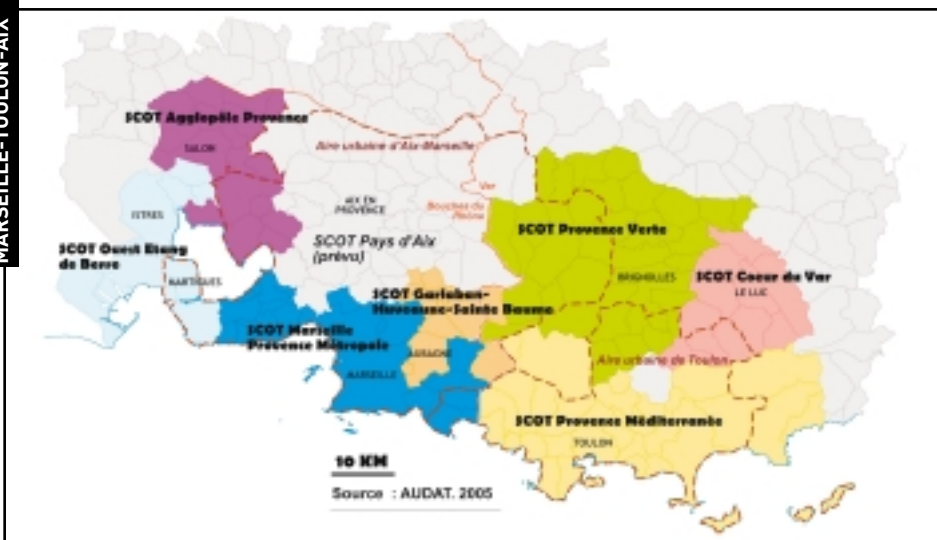 MARSEILLE-TOULON-AIX
SCOT Agglopôle Provence
SALON
Aire urbaine d'Aix-Marseille
Var
Bouches du
Rhône
ISTRES
AIX EN
PROVENCE
SCOT Pays d'Aix
(prévu)
SCOT Provence Verte
SCOT Ouest Etang
de Berre
MARTIGUES
BRIGNOLLES
SCOT Coeur du Var
LE LUC
SCOT Garlaban-
Huveaune-Sainte Baume
SCOT Marseille
Provence Métropole
AUBAGNE
MARSEILLE
Aire urbaine de Toulon
SCOT Provence Méditerranée
TOULON
10 KM
Source : AUDAT. 2005